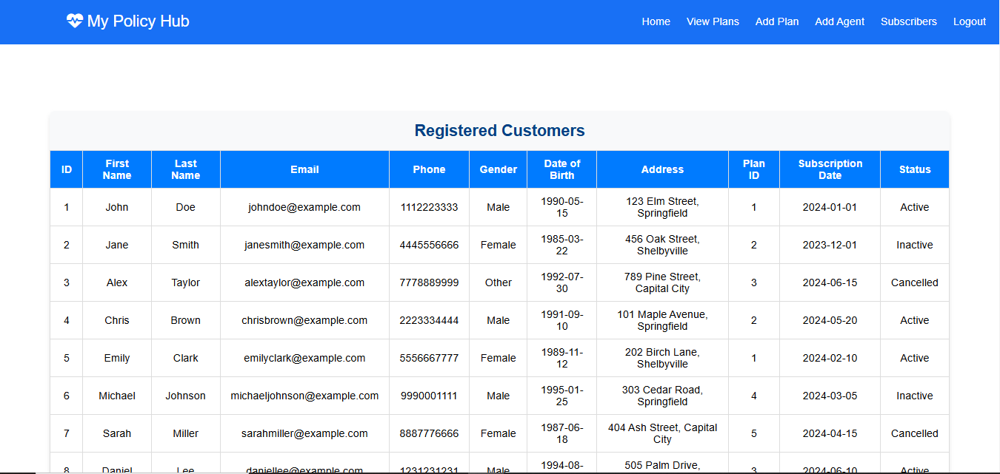 My Policy Hub
Home View Plans Add Plan Add Agent Subscribers Logout
Registered Customers
ID First Name Last Name Email Phone Gender Date of Birth Address Plan ID Subscription Date Status
1 John Doe johndoe@example.com 1112223333 Male 1990-05-15 123 Elm Street, Springfield 1 2024-01-01 Active
2 Jane Smith janesmith@example.com 4445556666 Female 1985-03-22 456 Oak Street, Shelbyville 2 2023-12-01 Inactive
3 Alex Taylor alextaylor@example.com 7778889999 Other 1992-07-30 789 Pine Street, Capital City 3 2024-06-15 Cancelled
4 Chris Brown chrisbrown@example.com 2223334444 Male 1991-09-10 101 Maple Avenue, Springfield 2 2024-05-20 Active
5 Emily Clark emilyclark@example.com 5556667777 Female 1989-11-12 202 Birch Lane, Shelbyville 1 2024-02-10 Active
6 Michael Johnson michaeljohnson@example.com 9990001111 Male 1995-01-25 303 Cedar Road, Springfield 4 2024-03-05 Inactive
7 Sarah Miller sarahmiller@example.com 8887776666 Female 1987-06-18 404 Ash Street, Capital City 5 2024-04-15 Cancelled
8 Daniel Lee daniellee@example.com 1231231231 Male 1994-08- 505 Palm Drive, 3 2024-06-10 Active